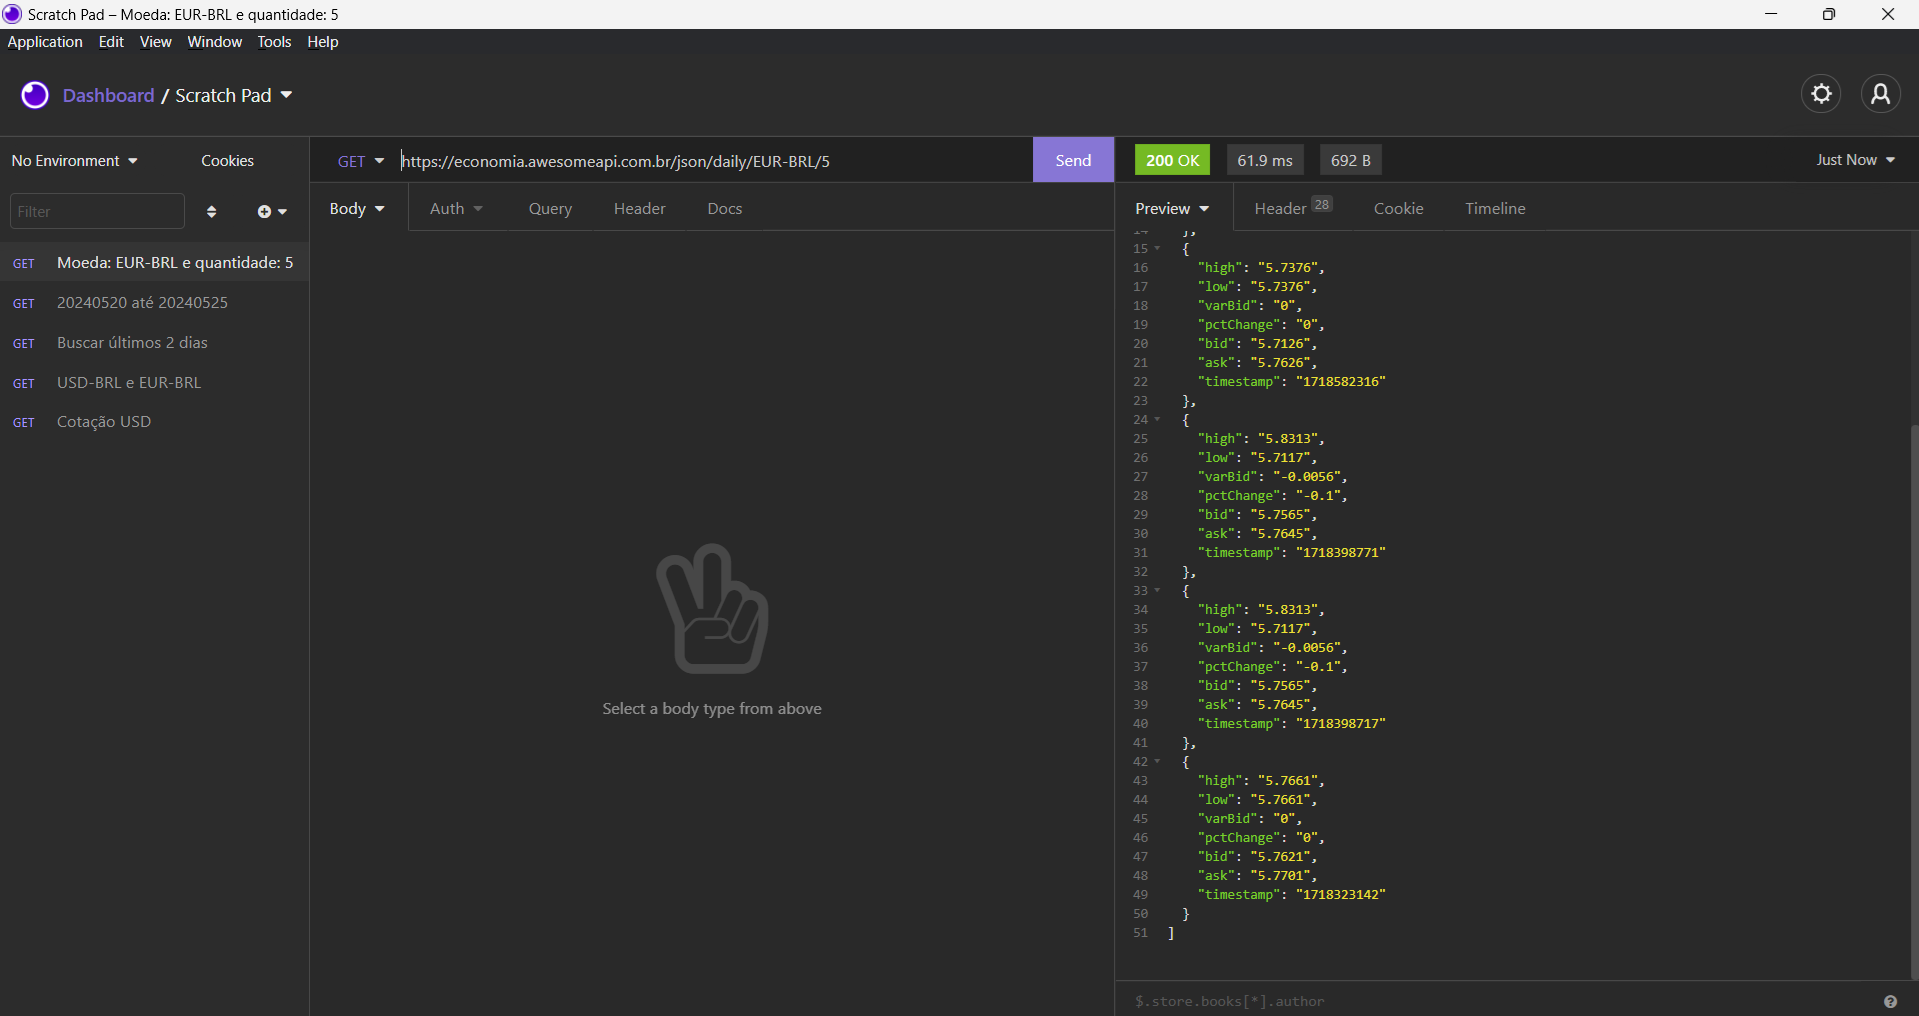 Scratch Pad – Moeda: EUR-BRL e quantidade: 5
Application Edit View Window Tools Help
Dashboard / Scratch Pad
No Environment Cookies
Filter
GET Moeda: EUR-BRL e quantidade: 5
GET 20240520 até 20240525
GET Buscar últimos 2 dias
GET USD-BRL e EUR-BRL
GET Cotação USD
GET https://economia.awesomeapi.com.br/json/daily/EUR-BRL/5 Send
Body Auth Query Header Docs
Select a body type from above
200 OK 61.9 ms 692 B Just Now
Preview Header 28 Cookie Timeline
14 },
15 {
16 "high": "5.7376",
17 "low": "5.7376",
18 "varBid": "0",
19 "pctChange": "0",
20 "bid": "5.7126",
21 "ask": "5.7626",
22 "timestamp": "1718582316"
23 },
24 {
25 "high": "5.8313",
26 "low": "5.7117",
27 "varBid": "-0.0056",
28 "pctChange": "-0.1",
29 "bid": "5.7565",
30 "ask": "5.7645",
31 "timestamp": "1718398771"
32 },
33 {
34 "high": "5.8313",
35 "low": "5.7117",
36 "varBid": "-0.0056",
37 "pctChange": "-0.1",
38 "bid": "5.7565",
39 "ask": "5.7645",
40 "timestamp": "1718398717"
41 },
42 {
43 "high": "5.7661",
44 "low": "5.7661",
45 "varBid": "0",
46 "pctChange": "0",
47 "bid": "5.7621",
48 "ask": "5.7701",
49 "timestamp": "1718323142"
50 }
51 ]
$.store.books[*].author